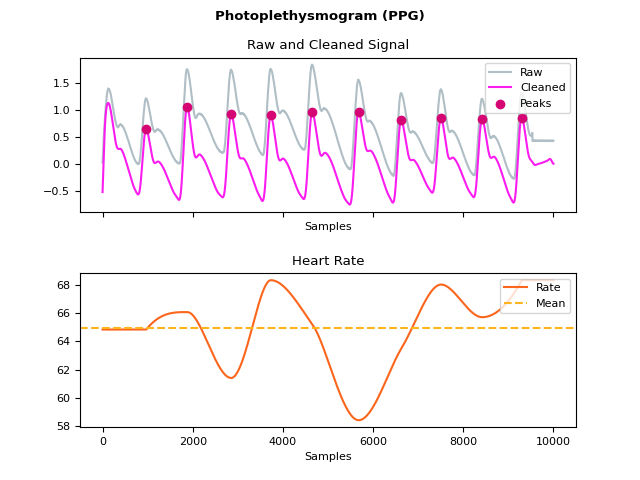 Photoplethysmogram (PPG)
Raw and Cleaned Signal
1.5
1.0
0.5
0.0
−0.5
Raw
Cleaned
Peaks
Samples
Heart Rate
68
66
64
62
60
58
Rate
Mean
0 2000 4000 6000 8000 10000
Samples